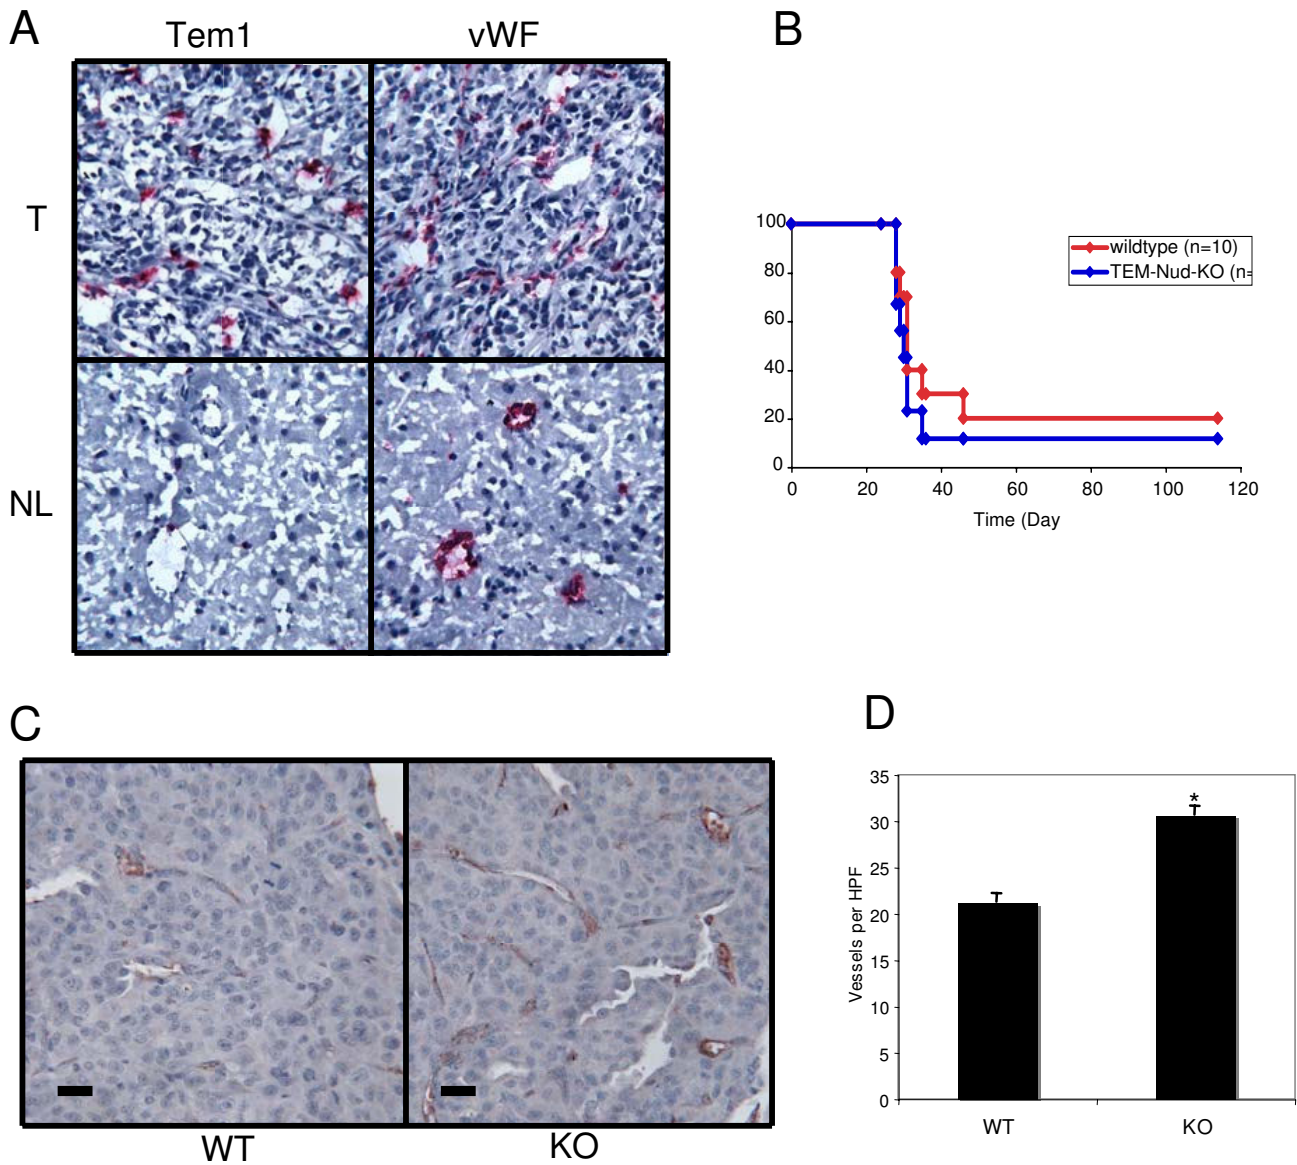 A
Tem1
vWF
T
NL
B
100
80
60
40
20
0
0 20 40 60 80 100 120
Time (Day
wildtype (n=10)
TEM-Nud-KO (n=
C
WT
KO
D
35
30
25
20
15
10
5
0
Vessels per HPF
*
WT
KO